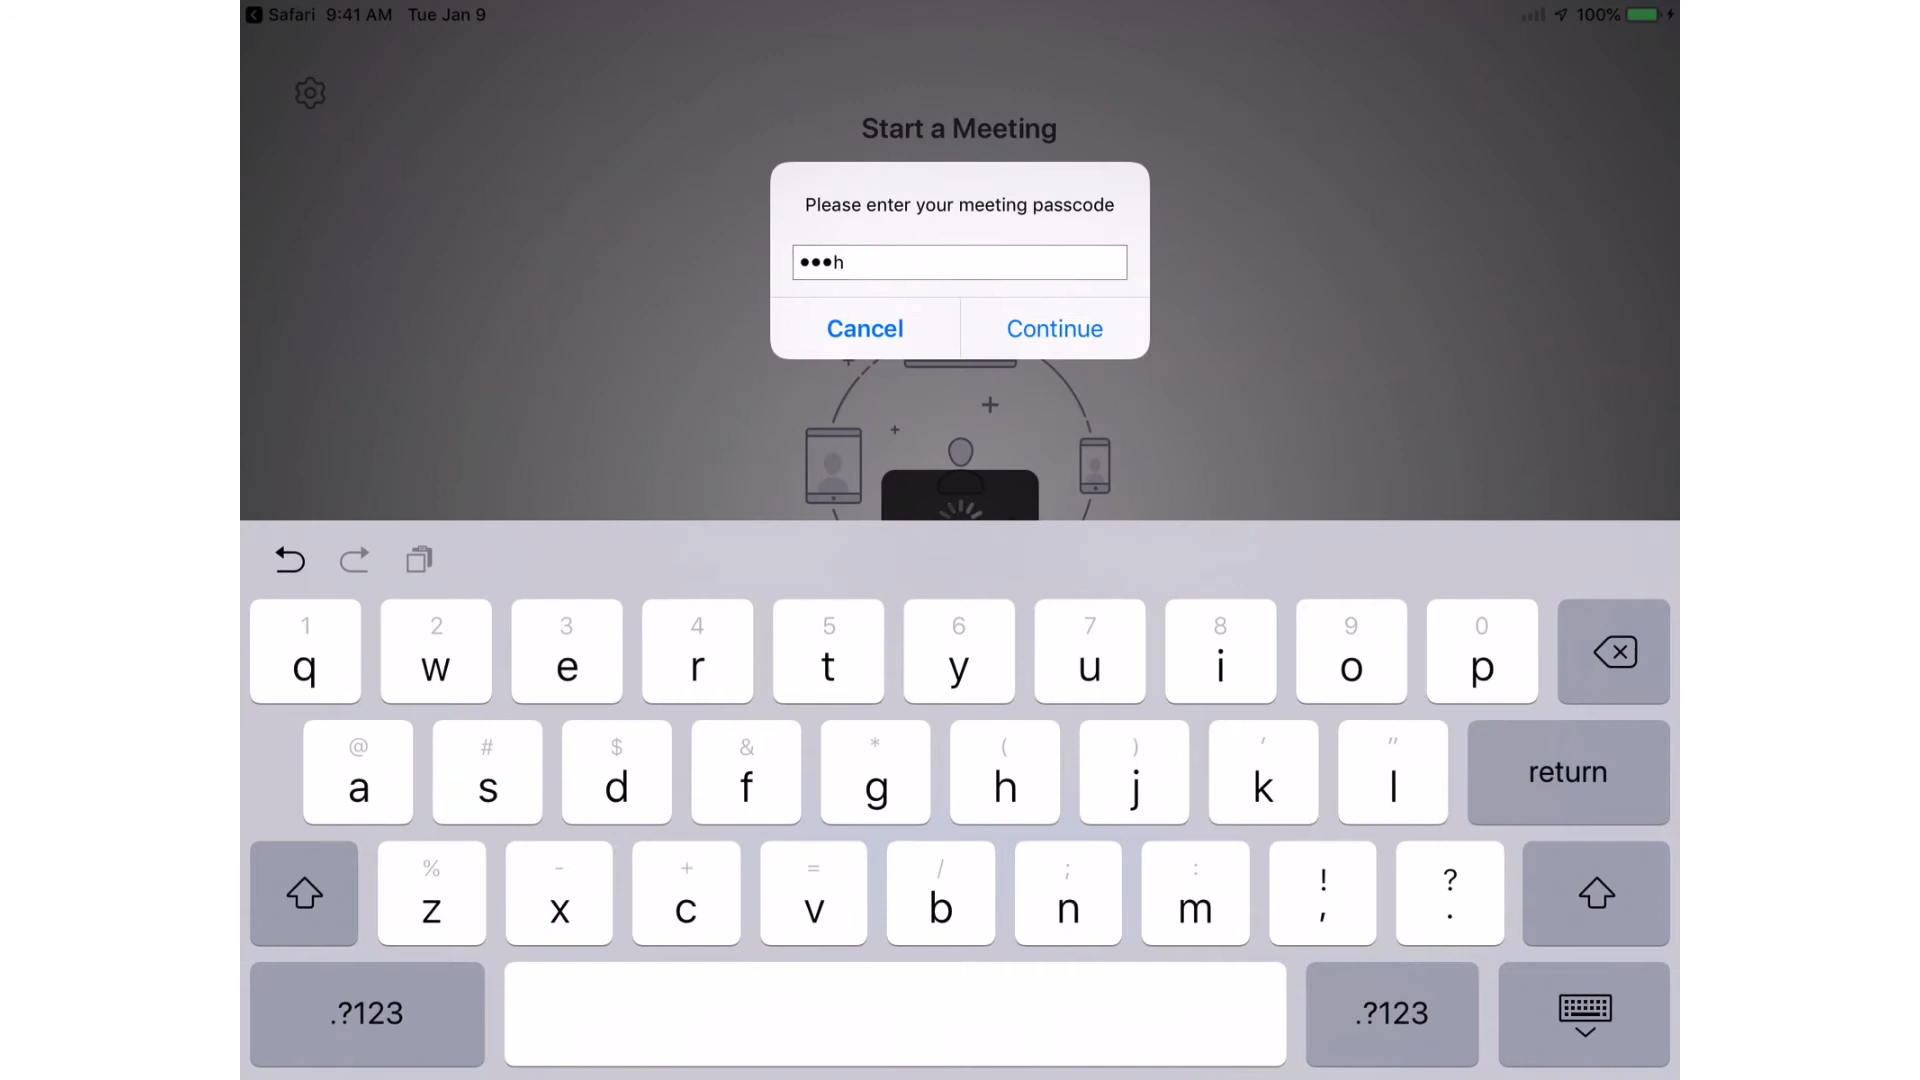 Safari 9:41 AM Tue Jan 9 100%
Start a Meeting
Please enter your meeting passcode
•••h
Cancel Continue
1 2 3 4 5 6 7 8 9 0
q w e r t y u i o p
@ # $ & * ( ) ' "
a s d f g h j k l return
% - + = / ; : ! ?
z x c v b n m , .
.?123 .?123